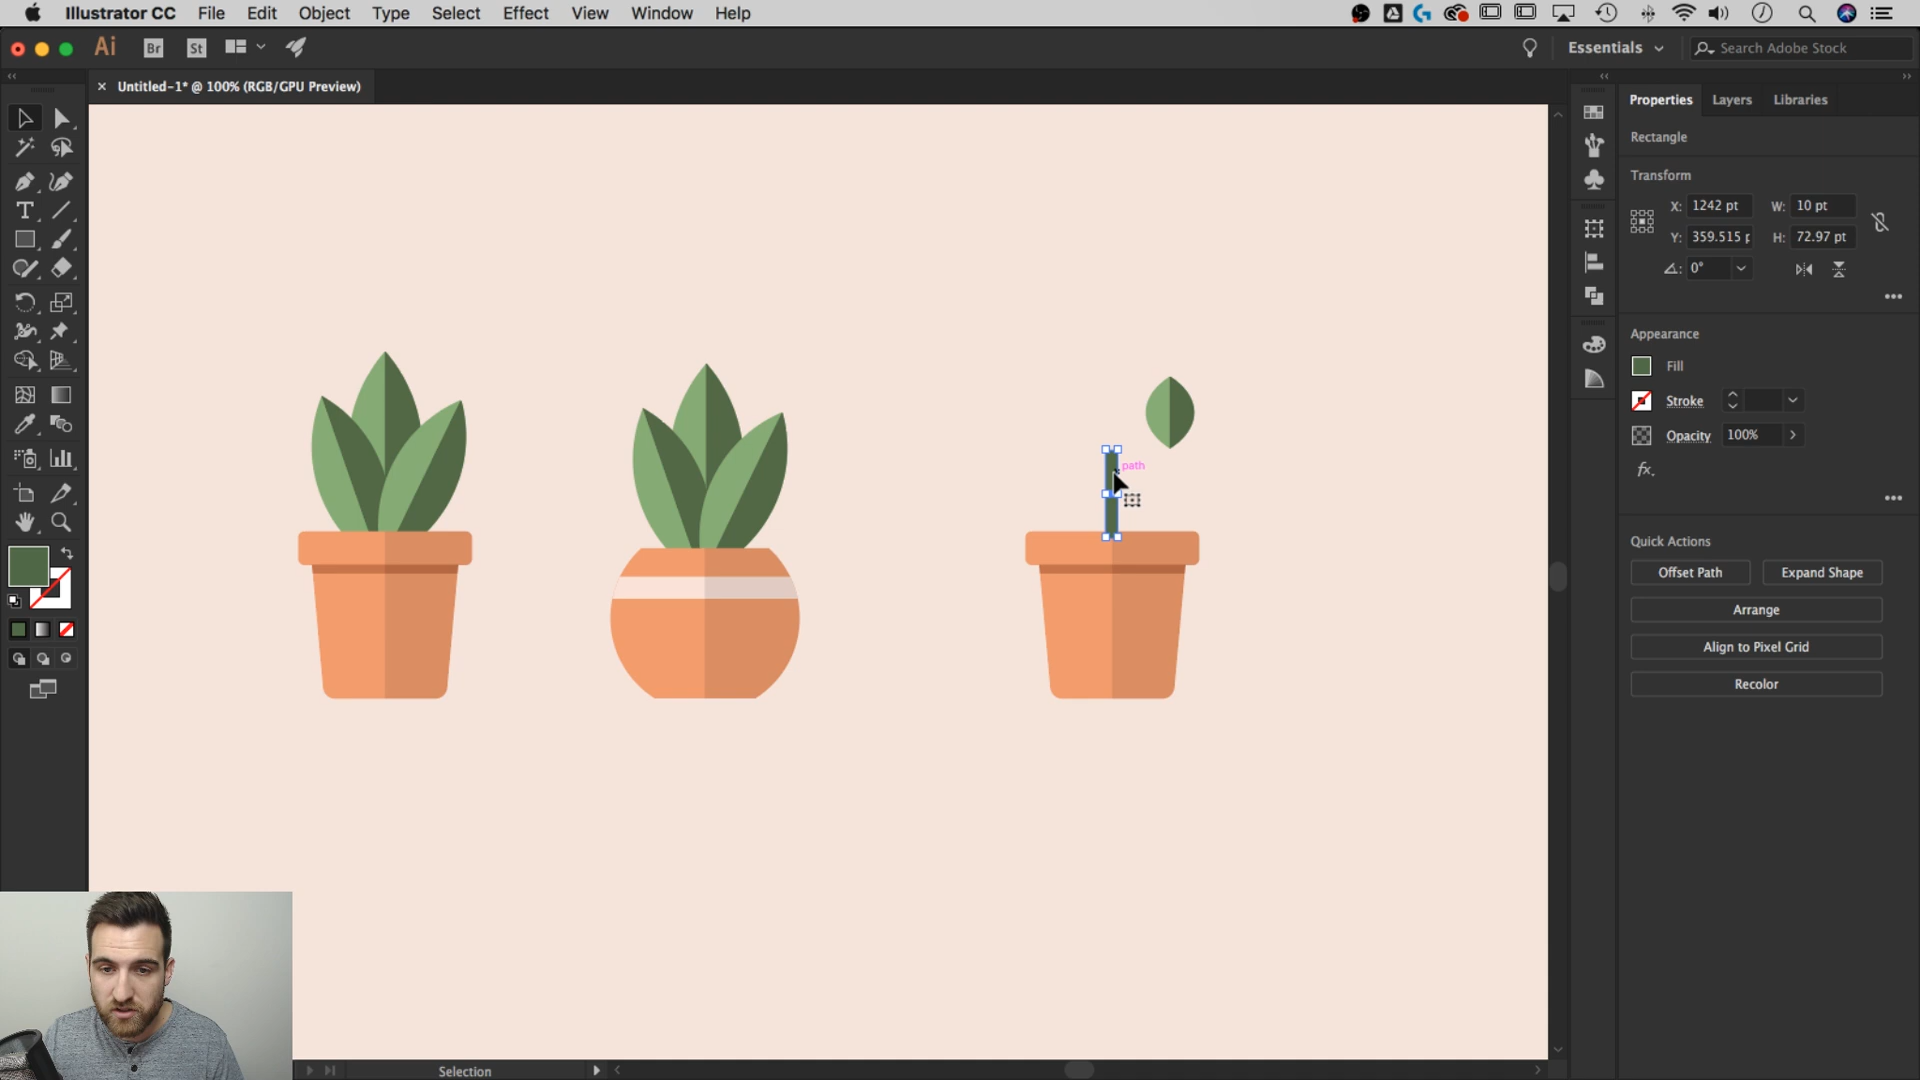 Illustrator CC File Edit Object Type Select Effect View Window Help
Ai Br St Essentials Search Adobe Stock
Untitled-1* @ 100% (RGB/GPU Preview)
Properties Layers Libraries
Rectangle
Transform
X: 1242 pt W: 10 pt
Y: 359.515 p H: 72.97 pt
0°
Appearance
Fill
Stroke
Opacity 100%
fx.
path
Quick Actions
Offset Path Expand Shape
Arrange
Align to Pixel Grid
Recolor
Selection